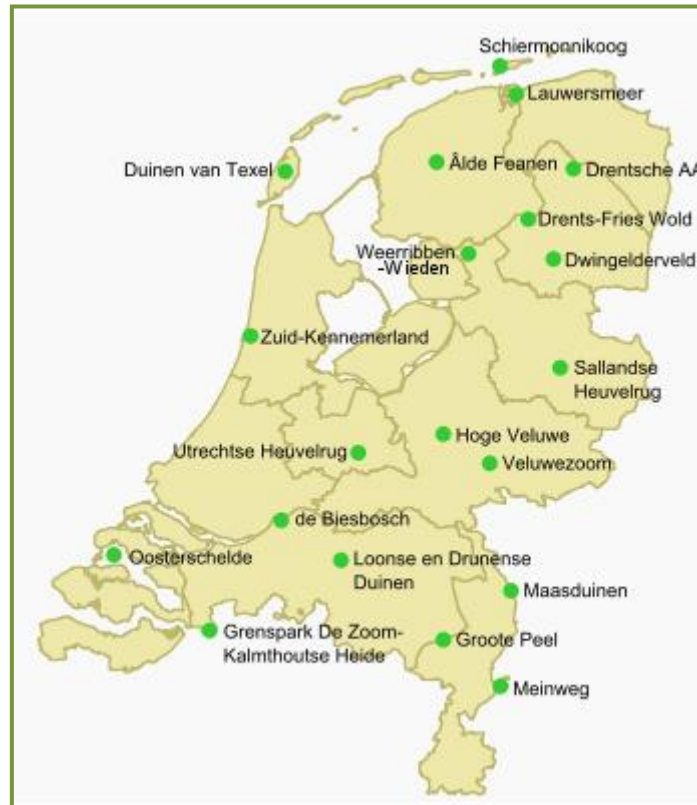 Schiermonnikoog
Lauwersmeer
Duinen van Texel
Âlde Feanen
Drentsche AA
Drents-Fries Wold
Weerribben
-Wieden
Dwingelderveld
Zuid-Kennemerland
Sallandse
Heuvelrug
Hoge Veluwe
Utrechtse Heuvelrug
Veluwezoom
de Biesbosch
Oosterschelde
Loonse en Drunense
Duinen
Maasduinen
Grenspark De Zoom-
Kalmthoutse Heide
Groote Peel
Meinweg